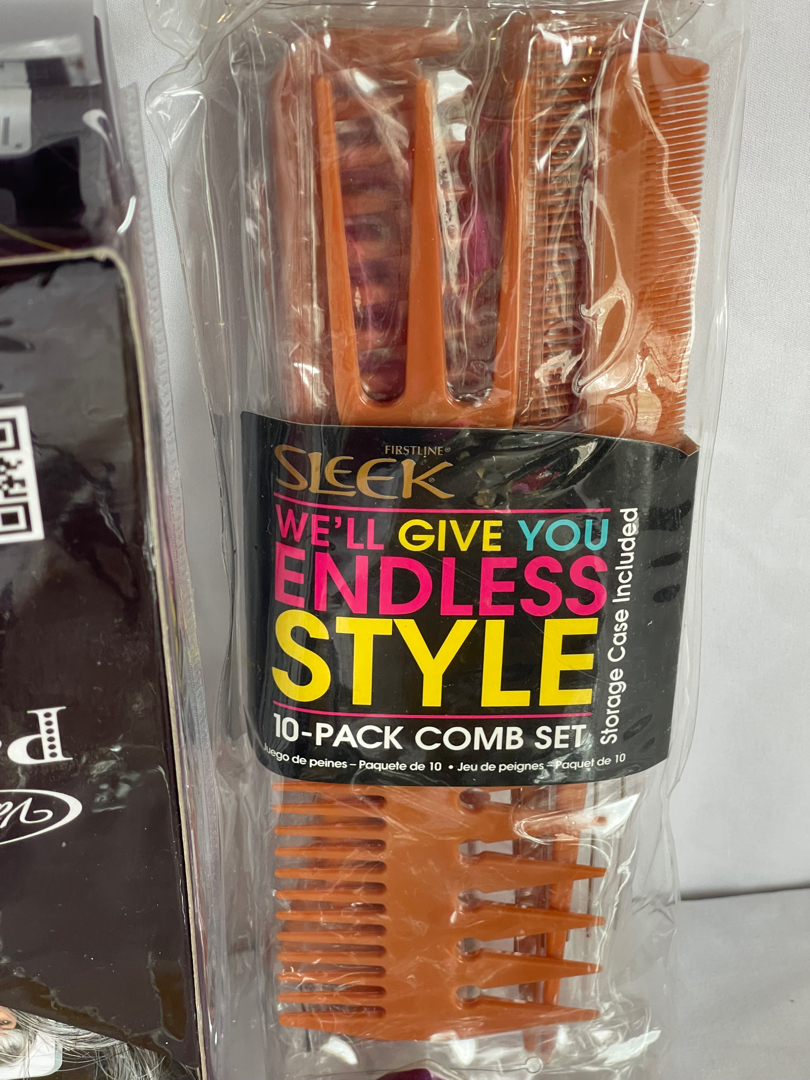 FIRSTLINE®
SLEEK®
WE'LL GIVE YOU
ENDLESS
STYLE
10-PACK COMB SET
Juego de peines – Paquete de 10 • Jeu de peignes – Paquet de 10
Storage Case Included